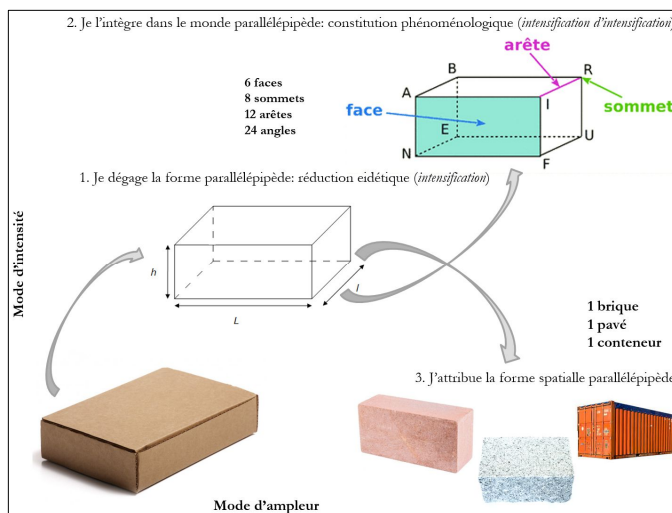 2. Je l'intègre dans le monde parallélépipède: constitution phénoménologique (intensification d'intensification)
arête
B
R
6 faces
8 sommets
12 arêtes
24 angles
A
I
face
sommet
E
U
N
F
1. Je dégage la forme parallélépipède: réduction eidétique (intensification)
Mode d'intensité
h
l
L
1 brique
1 pavé
1 conteneur
3. J'attribue la forme spatialle parallélépipède
Mode d'ampleur